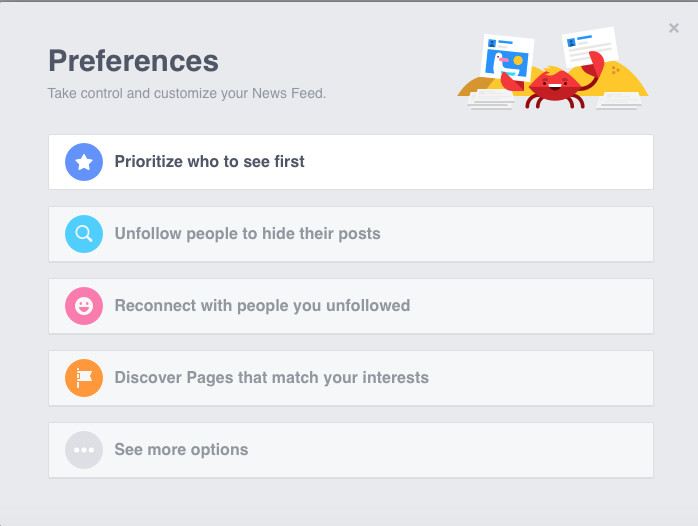 Preferences
Take control and customize your News Feed.
Prioritize who to see first
Unfollow people to hide their posts
Reconnect with people you unfollowed
Discover Pages that match your interests
See more options